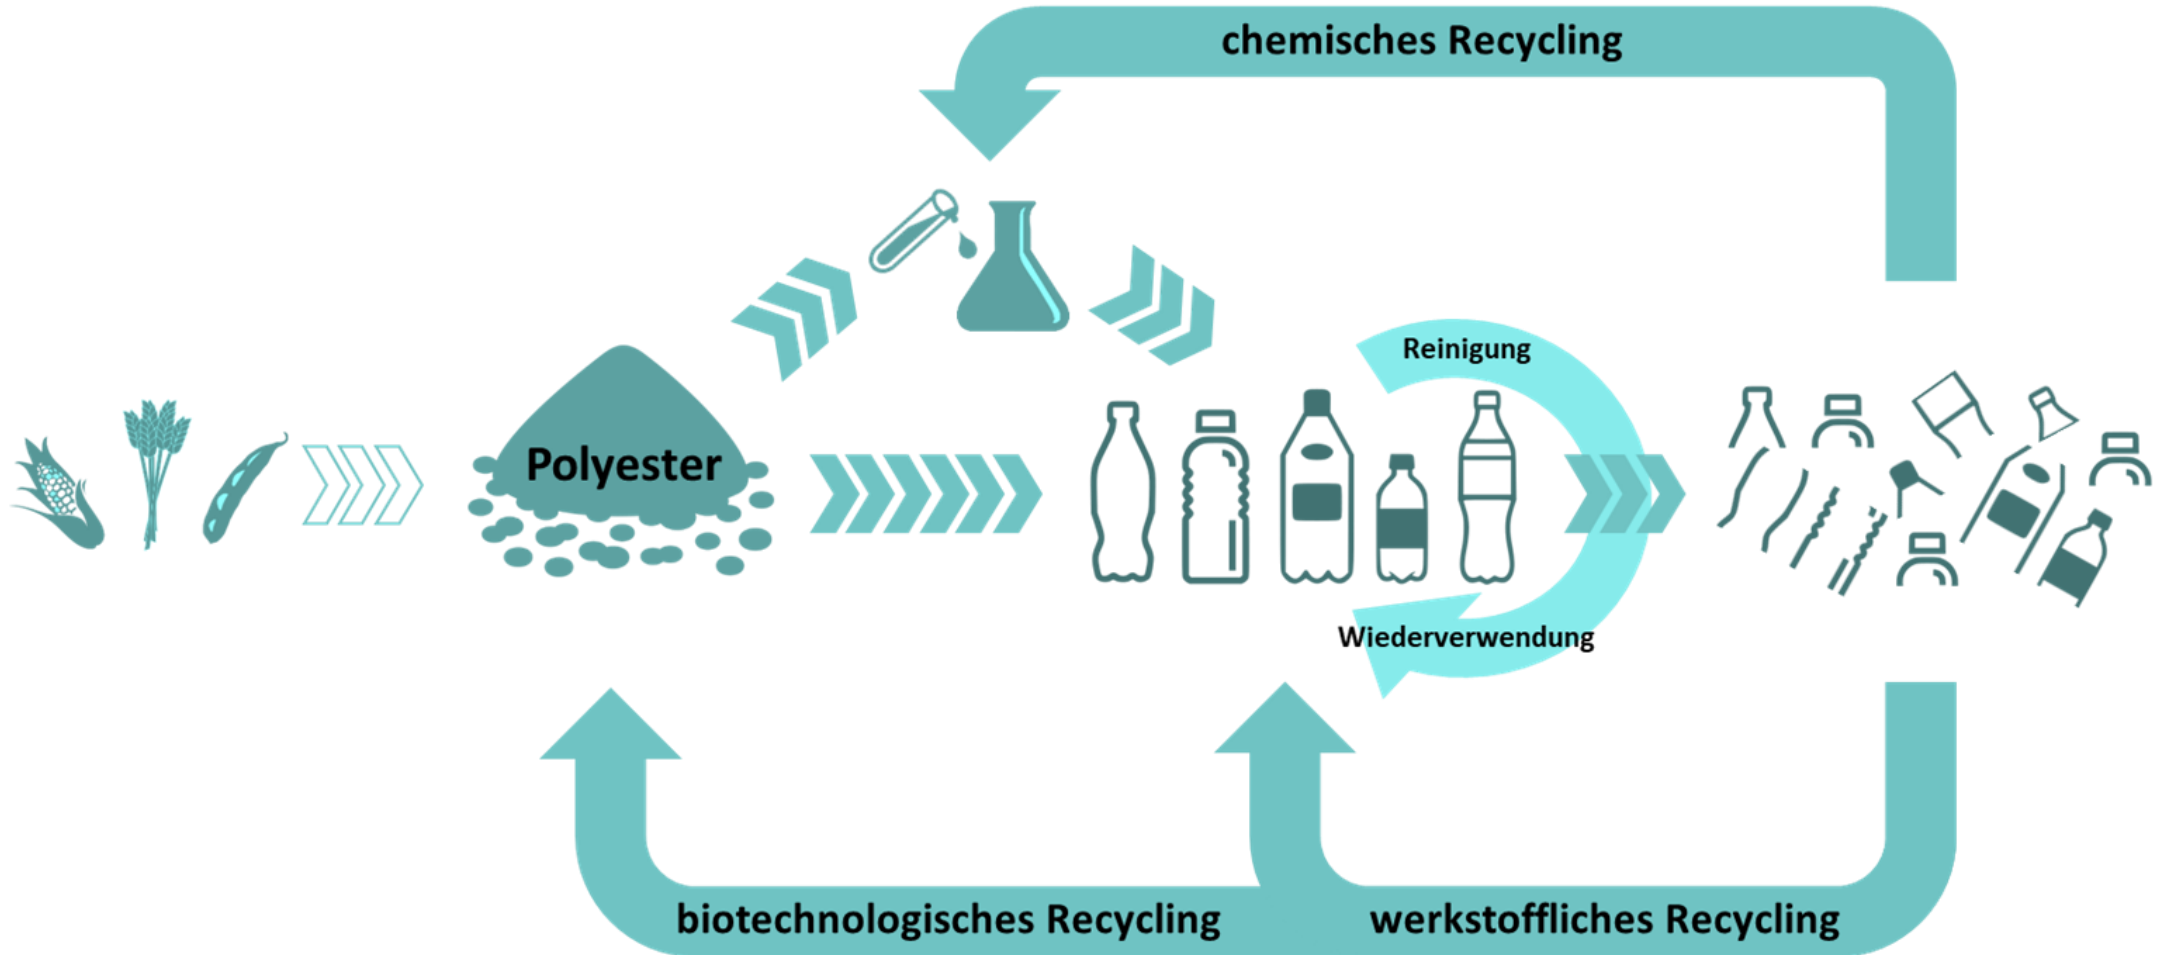 chemisches Recycling
Reinigung
Polyester
Wiederverwendung
biotechnologisches Recycling
werkstoffliches Recycling